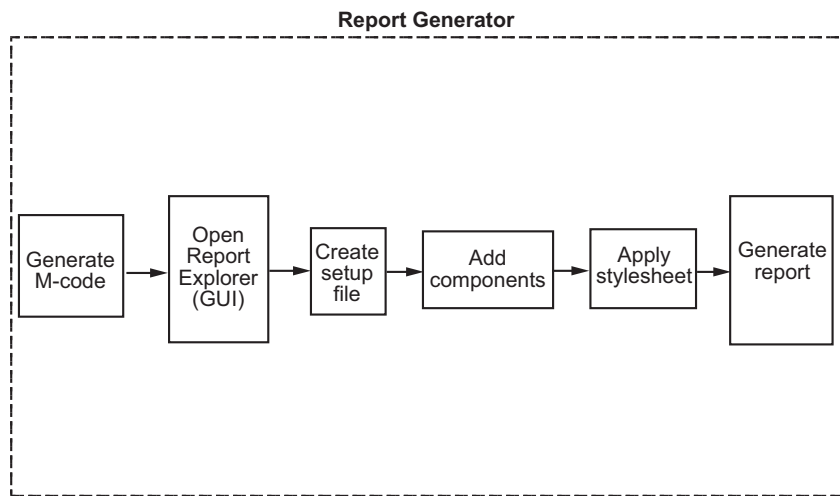 Report Generator
Generate
M-code
Open
Report
Explorer
(GUI)
Create
setup
file
Add
components
Apply
stylesheet
Generate
report